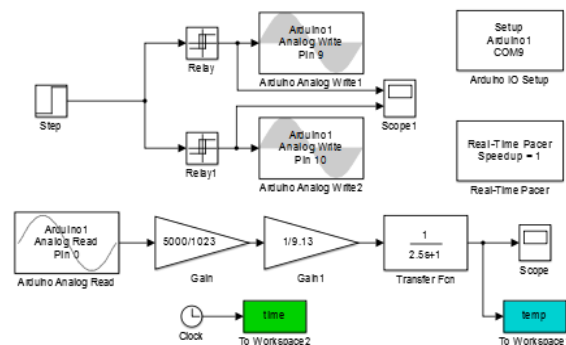 Arduino1
Analog Write
Pin 9
Arduino Analog Write1
Relay
Setup
Arduino1
COM9
Arduino IO Setup
Step
Scope1
Arduino1
Analog Write
Pin 10
Arduino Analog Write2
Relay1
Real-Time Pacer
Speedup = 1
Real-Time Pacer
Arduino1
Analog Read
Pin 0
Arduino Analog Read
5000/1023
Gain
1/9.13
Gain1
1
2.5s+1
Transfer Fcn
Scope
Clock
time
To Workspace2
temp
To Workspace